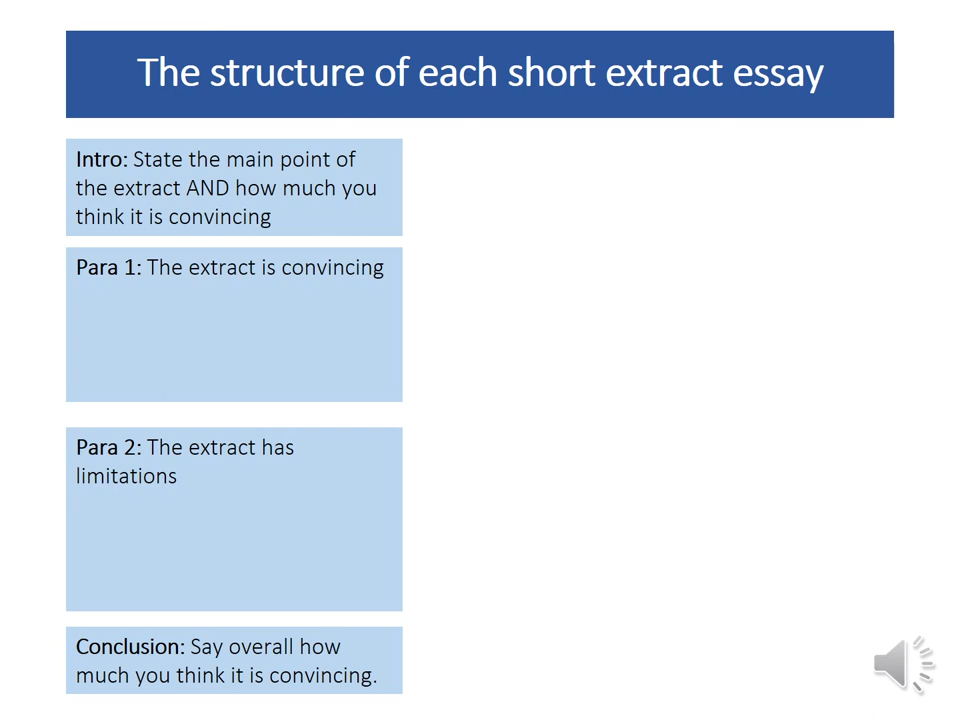 The structure of each short extract essay
Intro: State the main point of
the extract AND how much you
think it is convincing
Para 1: The extract is convincing
Para 2: The extract has
limitations
Conclusion: Say overall how
much you think it is convincing.